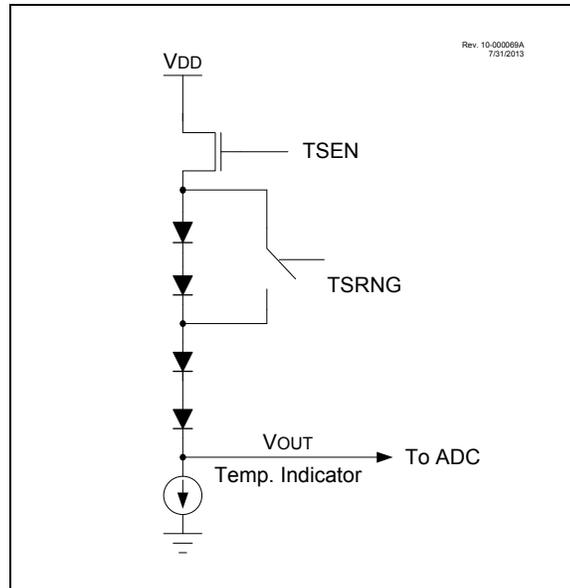 Rev. 10-000069A
7/31/2013
VDD
TSEN
TSRNG
VOUT
To ADC
Temp. Indicator